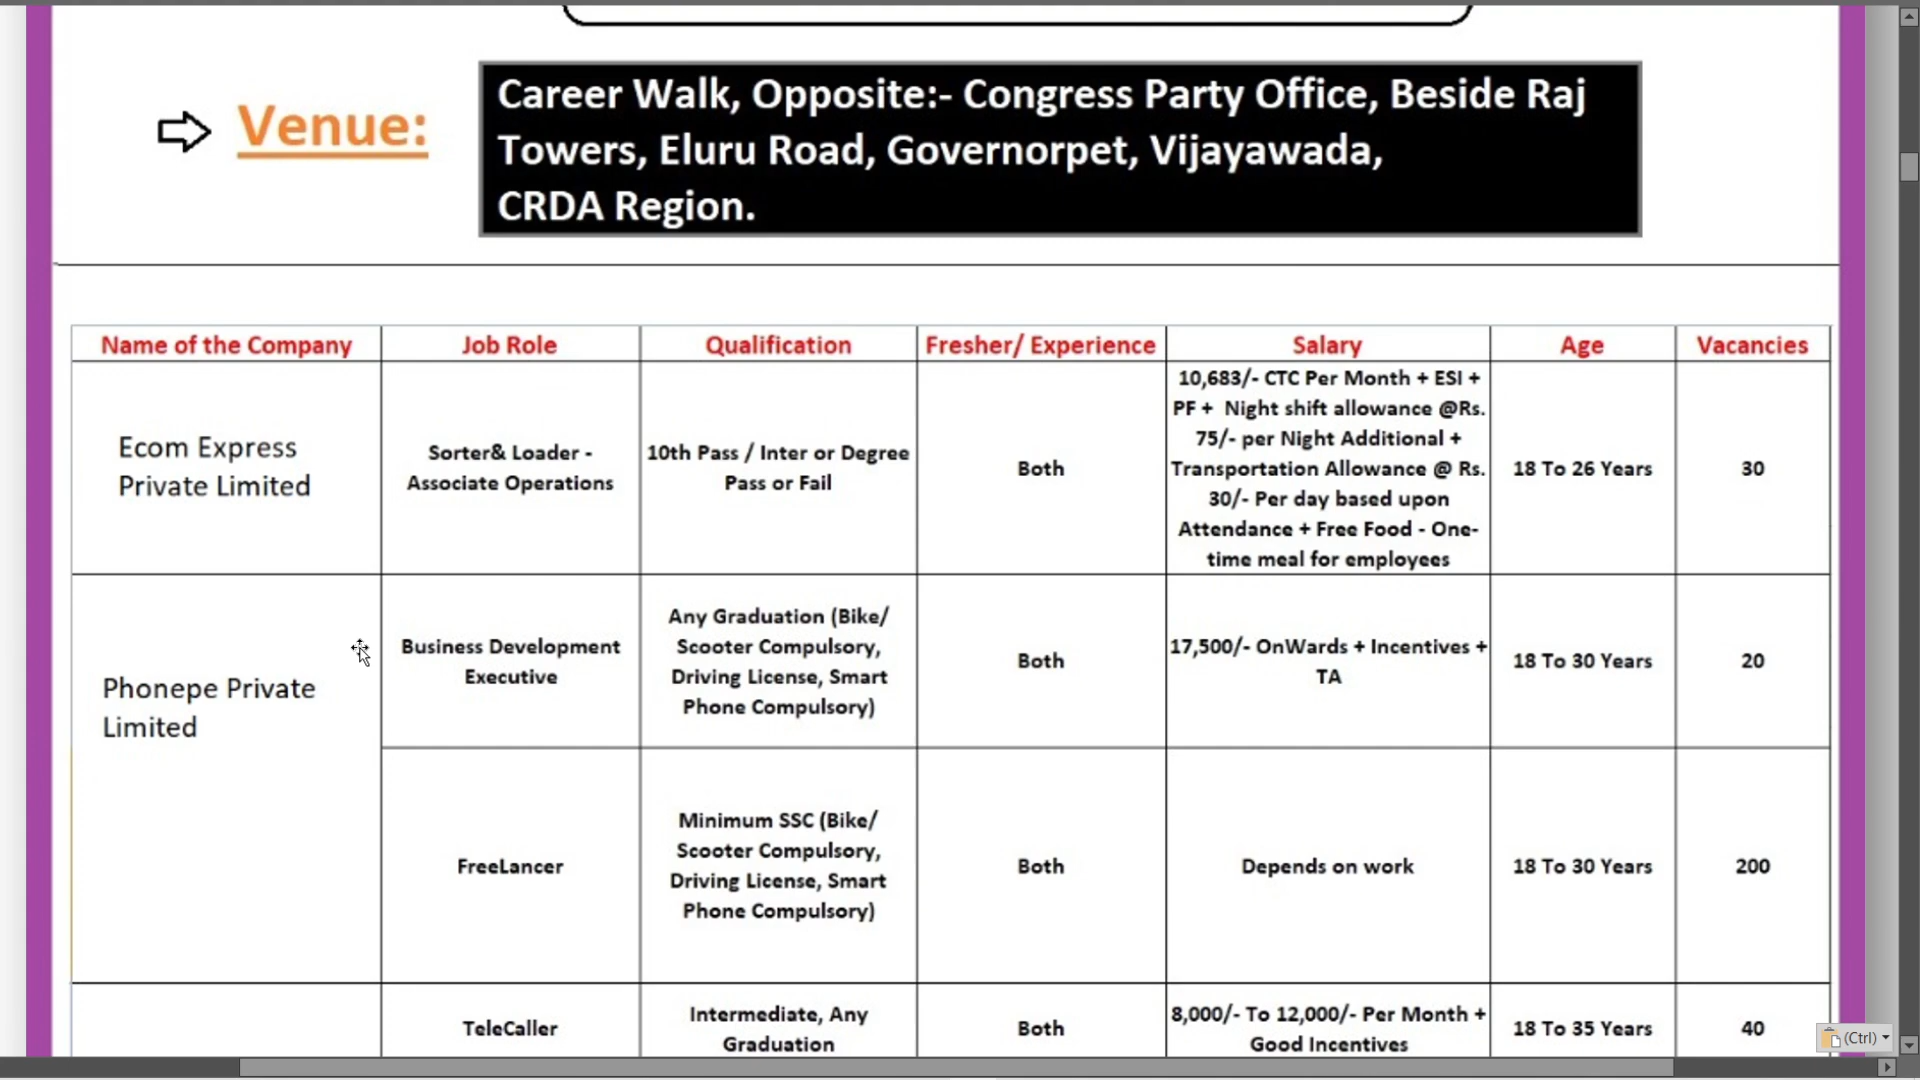 Venue:
Career Walk, Opposite:- Congress Party Office, Beside Raj
Towers, Eluru Road, Governorpet, Vijayawada,
CRDA Region.
Name of the Company
Job Role
Qualification
Fresher/ Experience
Salary
Age
Vacancies
Ecom Express
Private Limited
Sorter& Loader -
Associate Operations
10th Pass / Inter or Degree
Pass or Fail
Both
10,683/- CTC Per Month + ESI +
PF + Night shift allowance @Rs.
75/- per Night Additional +
Transportation Allowance @ Rs.
30/- Per day based upon
Attendance + Free Food - One-
time meal for employees
18 To 26 Years
30
Phonepe Private
Limited
Business Development
Executive
Any Graduation (Bike/
Scooter Compulsory,
Driving License, Smart
Phone Compulsory)
Both
17,500/- OnWards + Incentives +
TA
18 To 30 Years
20
FreeLancer
Minimum SSC (Bike/
Scooter Compulsory,
Driving License, Smart
Phone Compulsory)
Both
Depends on work
18 To 30 Years
200
TeleCaller
Intermediate, Any
Graduation
Both
8,000/- To 12,000/- Per Month +
Good Incentives
18 To 35 Years
40
(Ctrl)